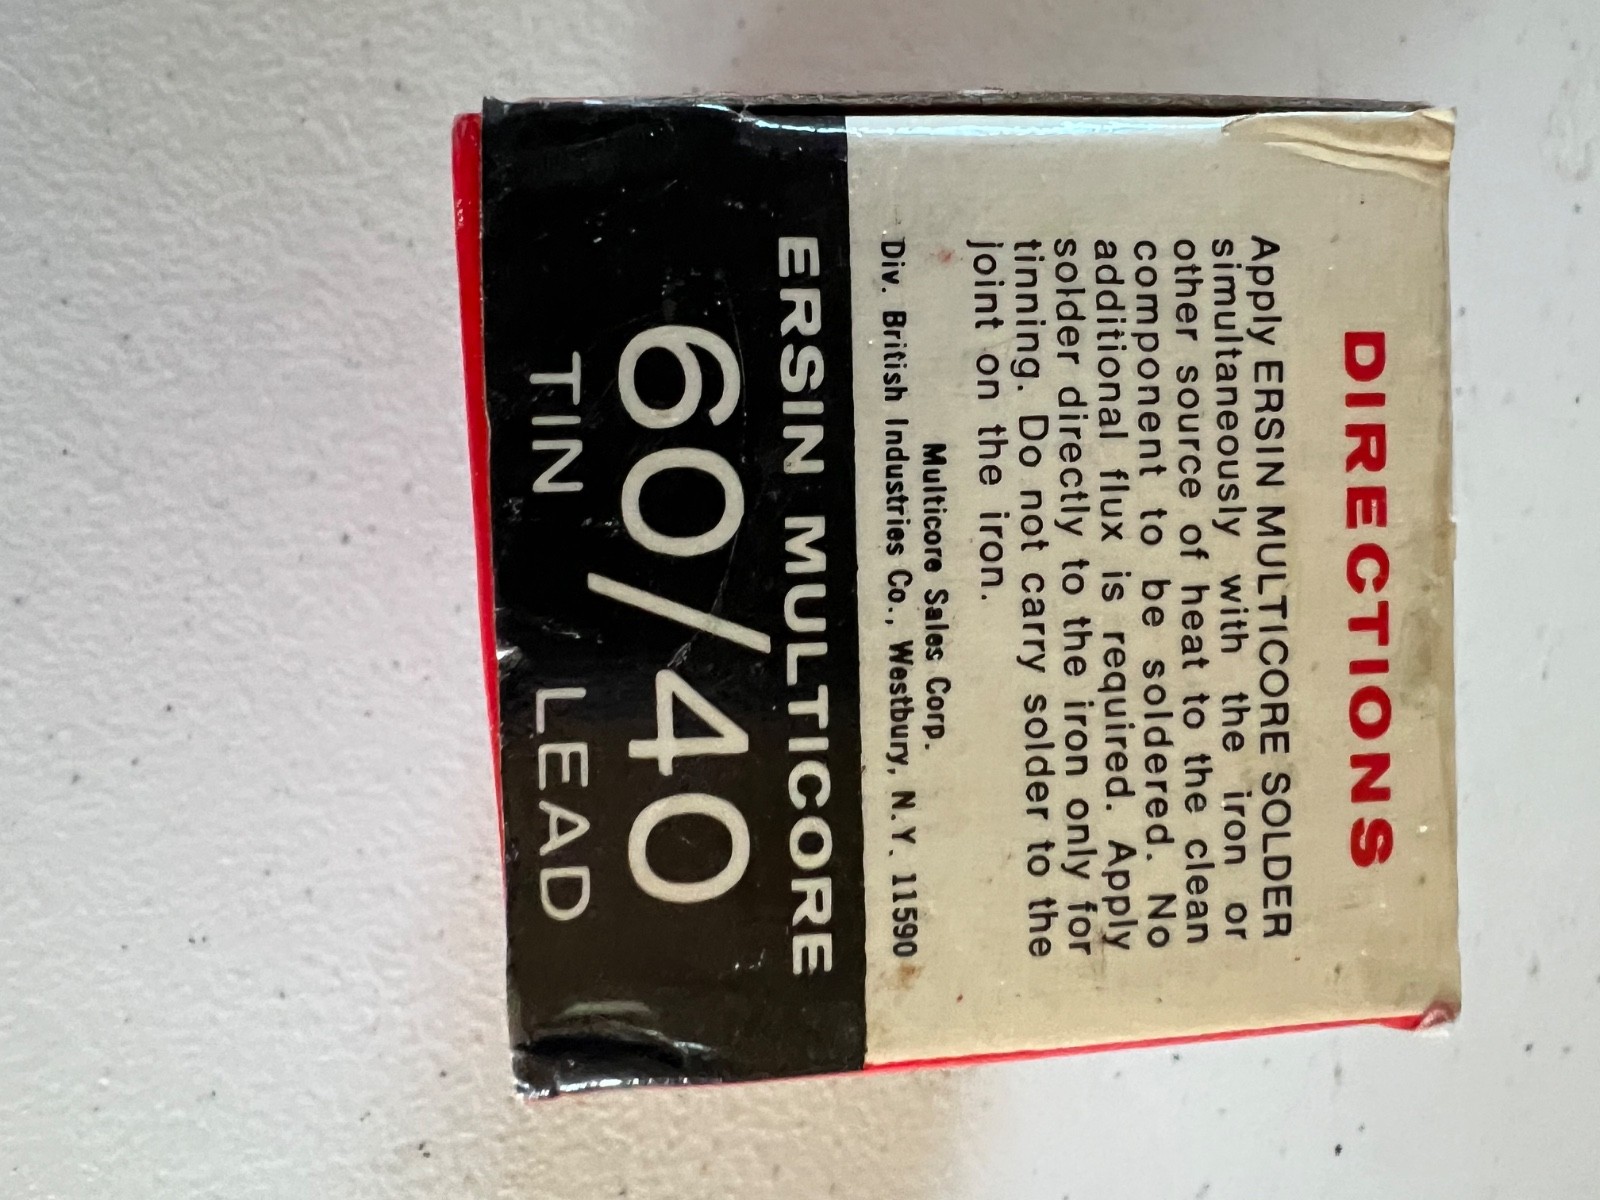 DIRECTIONS
Apply ERSIN MULTICORE SOLDER
simultaneously with the iron or
other source of heat to the clean
component to be soldered. No
additional flux is required. Apply
solder directly to the iron only for
tinning. Do not carry solder to the
joint on the iron.
Multicore Sales Corp.
Div. British Industries Co., Westbury, N.Y. 11590
ERSIN MULTICORE
60/40
TIN LEAD